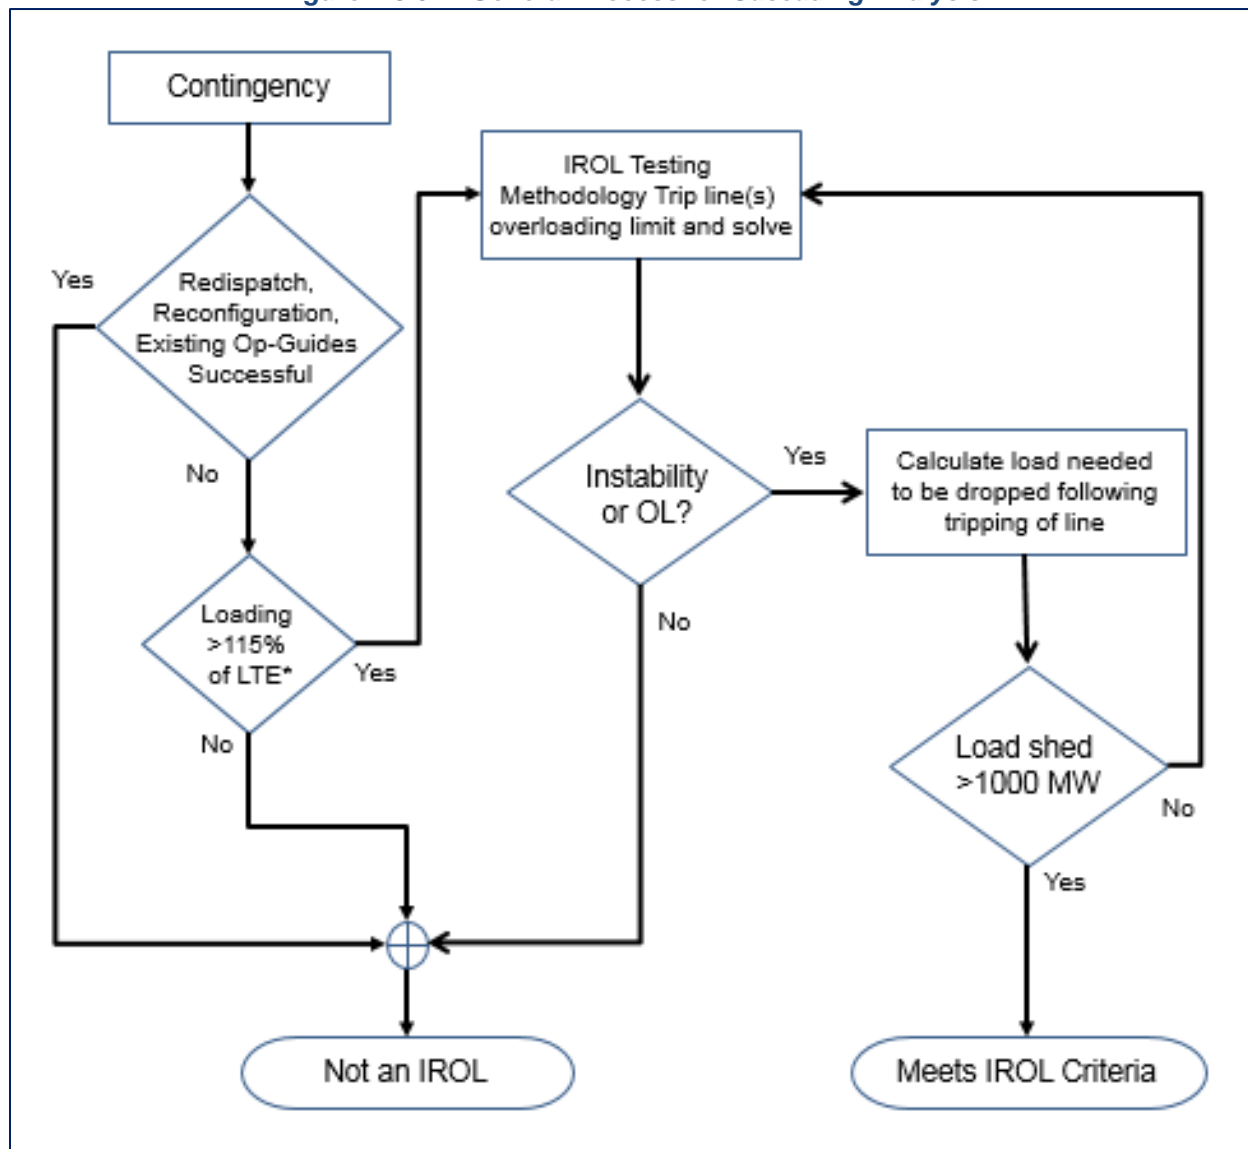 Contingency
Yes
Redispatch,
Reconfiguration,
Existing Op-Guides
Successful
No
Loading
>115%
of LTE*
Yes
No
IROL Testing
Methodology Trip line(s)
overloading limit and solve
Instability
or OL?
Yes
No
Calculate load needed
to be dropped following
tripping of line
Load shed
>1000 MW
No
Yes
Not an IROL
Meets IROL Criteria